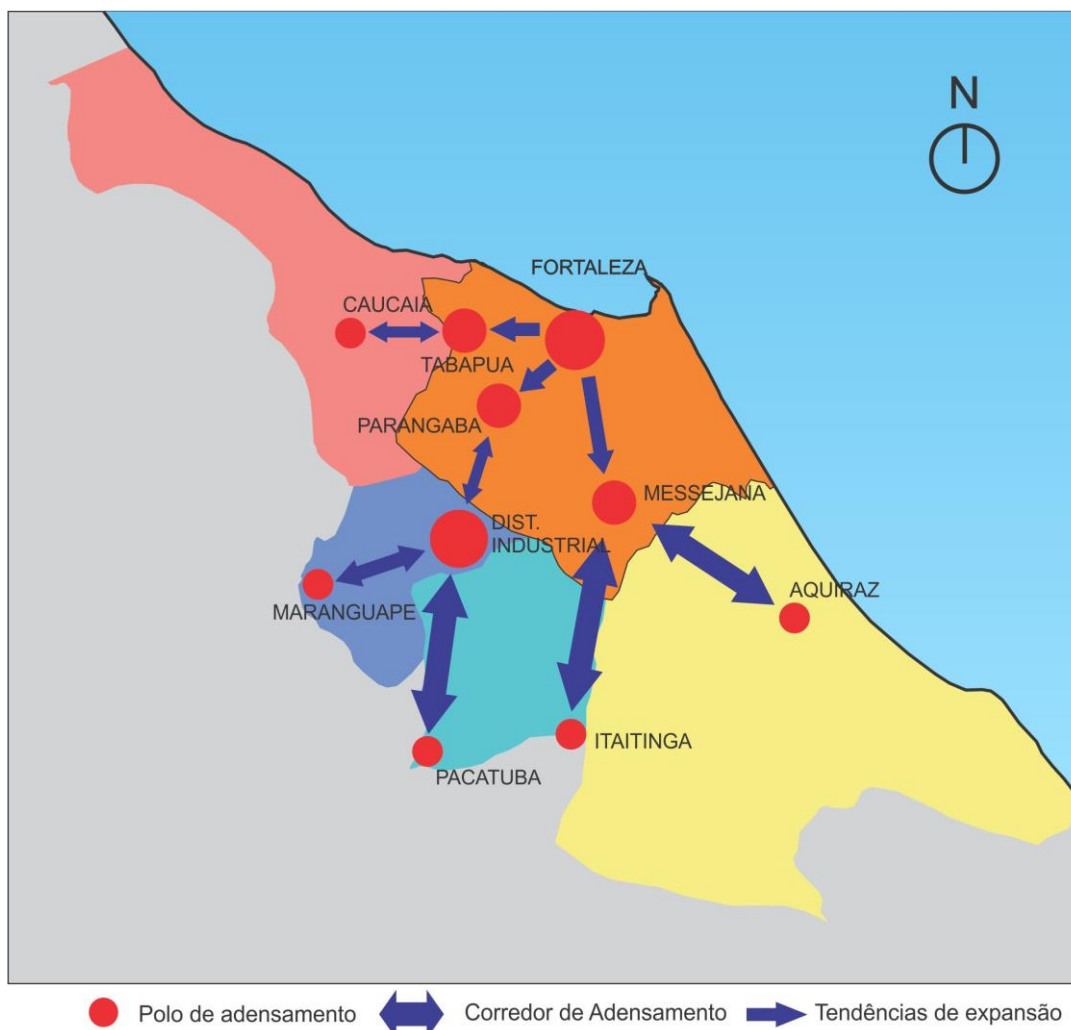 N
FORTALEZA
CAUCAIA
TABAPUA
PARANGABA
MESSEJANA
DIST.
INDUSTRIAL
AQUIRAZ
MARANGUAPE
ITAITINGA
PACATUBA
Polo de adensamento
Corredor de Adensamento
Tendências de expansão